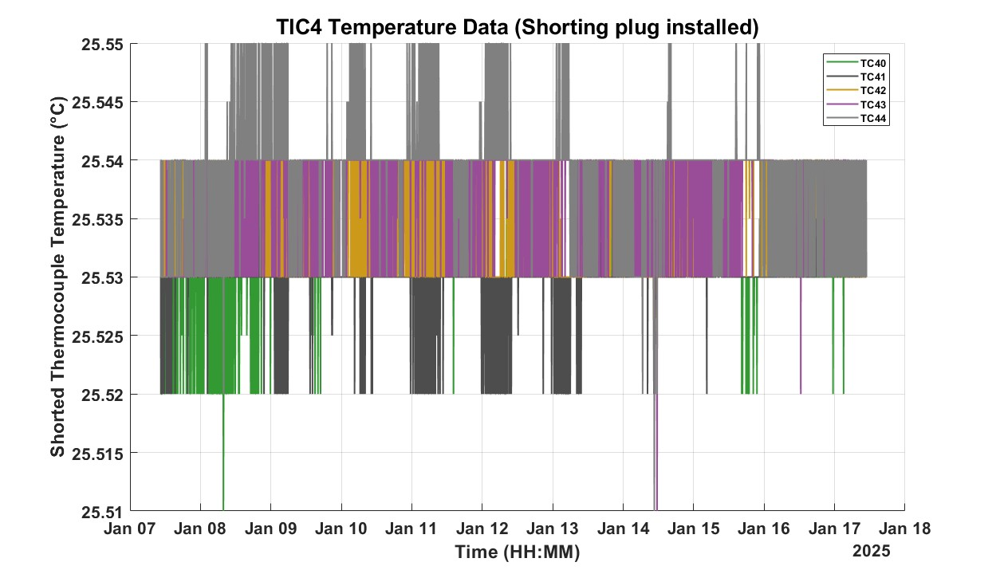 TIC4 Temperature Data (Shorting plug installed)
Shorted Thermocouple Temperature (°C)
25.55
25.545
25.54
25.535
25.53
25.525
25.52
25.515
25.51
TC40
TC41
TC42
TC43
TC44
Jan 07 Jan 08 Jan 09 Jan 10 Jan 11 Jan 12 Jan 13 Jan 14 Jan 15 Jan 16 Jan 17 Jan 18
Time (HH:MM)
2025